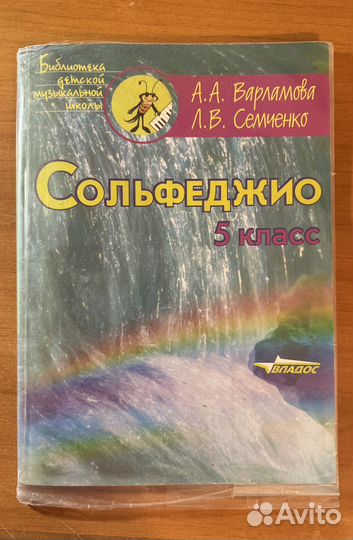 Библиотека
детской
музыкальной
школы
А.А. Варламова
Л.В. Семченко
Сольфеджио
5 класс
ВЛАДОС
Avito